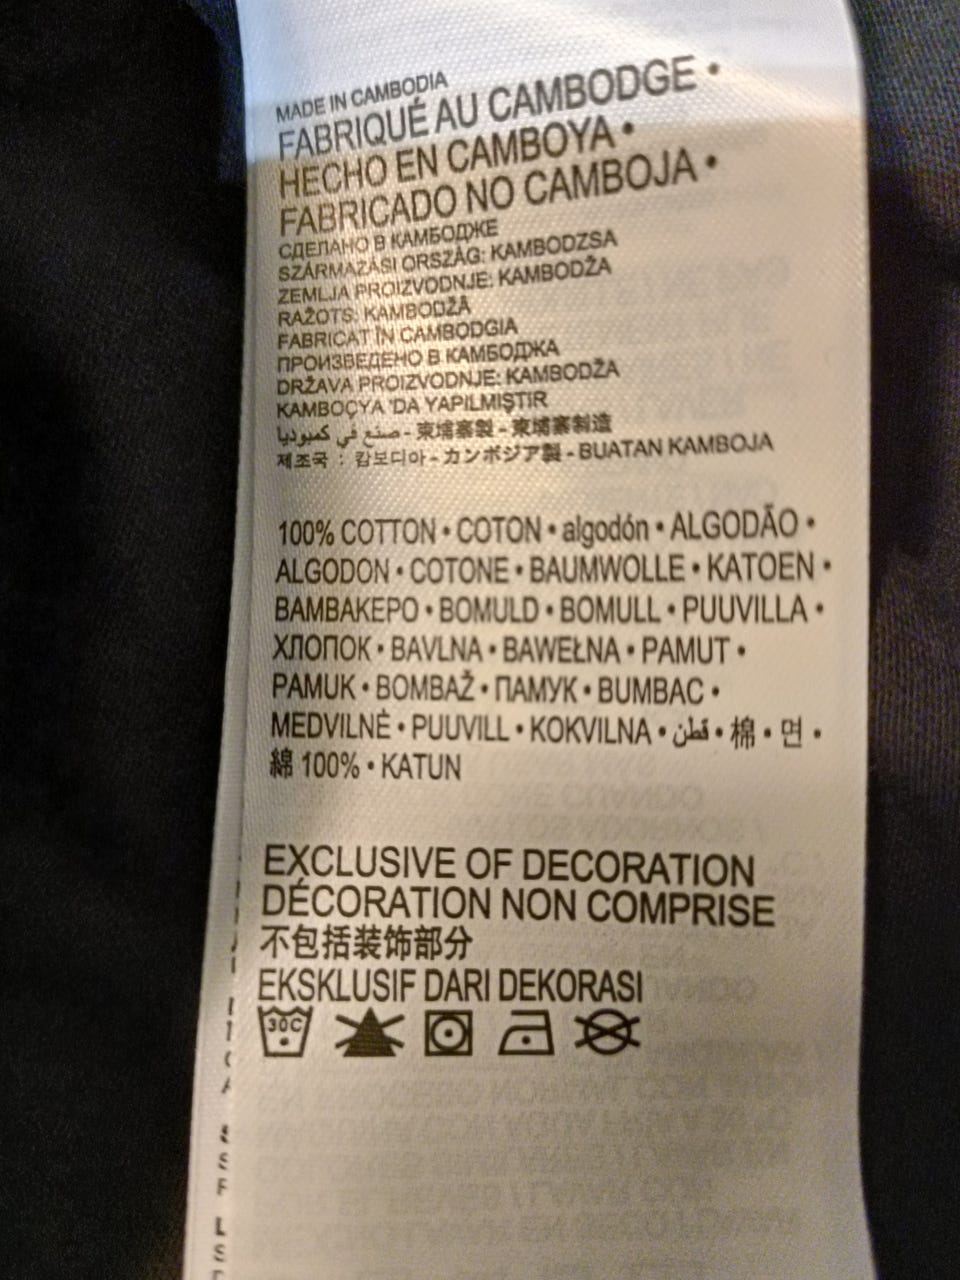 MADE IN CAMBODIA
FABRIQUÉ AU CAMBODGE •
HECHO EN CAMBOYA •
FABRICADO NO CAMBOJA •
СДЕЛАНО В КАМБОДЖЕ
SZÁRMAZÁSI ORSZÁG: KAMBODZSA
ZEMLJA PROIZVODNJE: KAMBODŽA
RAŽOTS: KAMBODŽĀ
FABRICAT ÎN CAMBODGIA
ПРОИЗВЕДЕНО В КАМБОДЖА
DRŽAVA PROIZVODNJE: KAMBODŽA
KAMBOÇYA 'DA YAPILMIŞTIR
صنع في كمبوديا - 柬埔寨製 - 柬埔寨制造
제조국 : 캄보디아 - カンボジア製 - BUATAN KAMBOJA
100% COTTON • COTON • algodón • ALGODÃO •
ALGODON • COTONE • BAUMWOLLE • KATOEN •
ΒΑΜΒΑΚΕΡΟ • BOMULD • BOMULL • PUUVILLA •
ХЛОПОК • BAVLNA • BAWEŁNA • PAMUT •
PAMUK • BOMBAŽ • ПАМУК • BUMBAC •
MEDVILNĖ • PUUVILL • KOKVILNA • قطن • 棉 • 면 •
綿 100% • KATUN
EXCLUSIVE OF DECORATION
DÉCORATION NON COMPRISE
不包括装饰部分
EKSKLUSIF DARI DEKORASI
30C